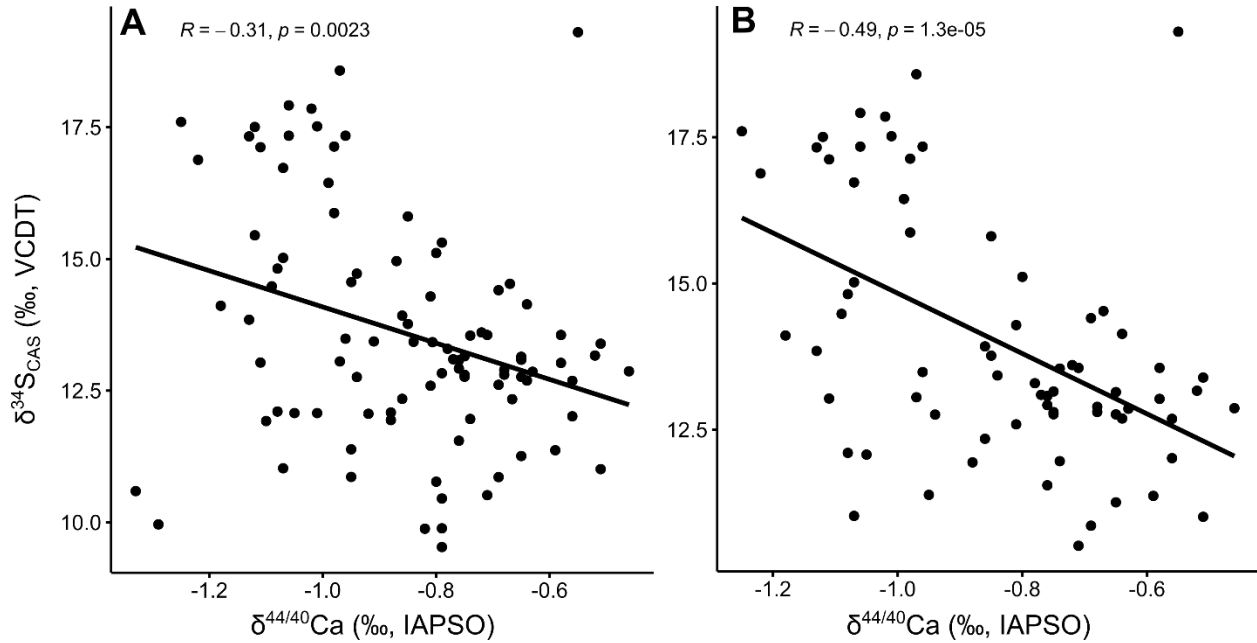 A
R = – 0.31, p = 0.0023
B
R = – 0.49, p = 1.3e-05
17.5
15.0
12.5
10.0
δ³⁴S_CAS (‰, VCDT)
-1.2 -1.0 -0.8 -0.6
δ⁴⁴/⁴⁰Ca (‰, IAPSO)
17.5
15.0
12.5
-1.2 -1.0 -0.8 -0.6
δ⁴⁴/⁴⁰Ca (‰, IAPSO)